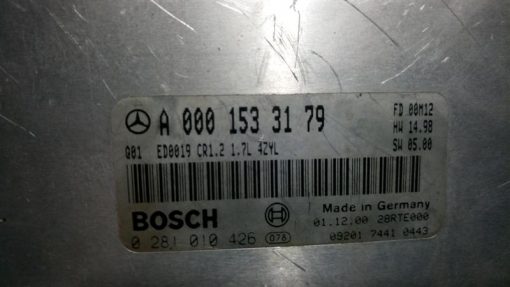 A 000 153 31 79
FD 00M12
HW 14.98
SW 05.00
Q01 ED0019 CR1.2 1.7L 4ZYL
BOSCH
Made in Germany
01.12.00 28RTE000
0 281 010 426 078
09201 7441 0443